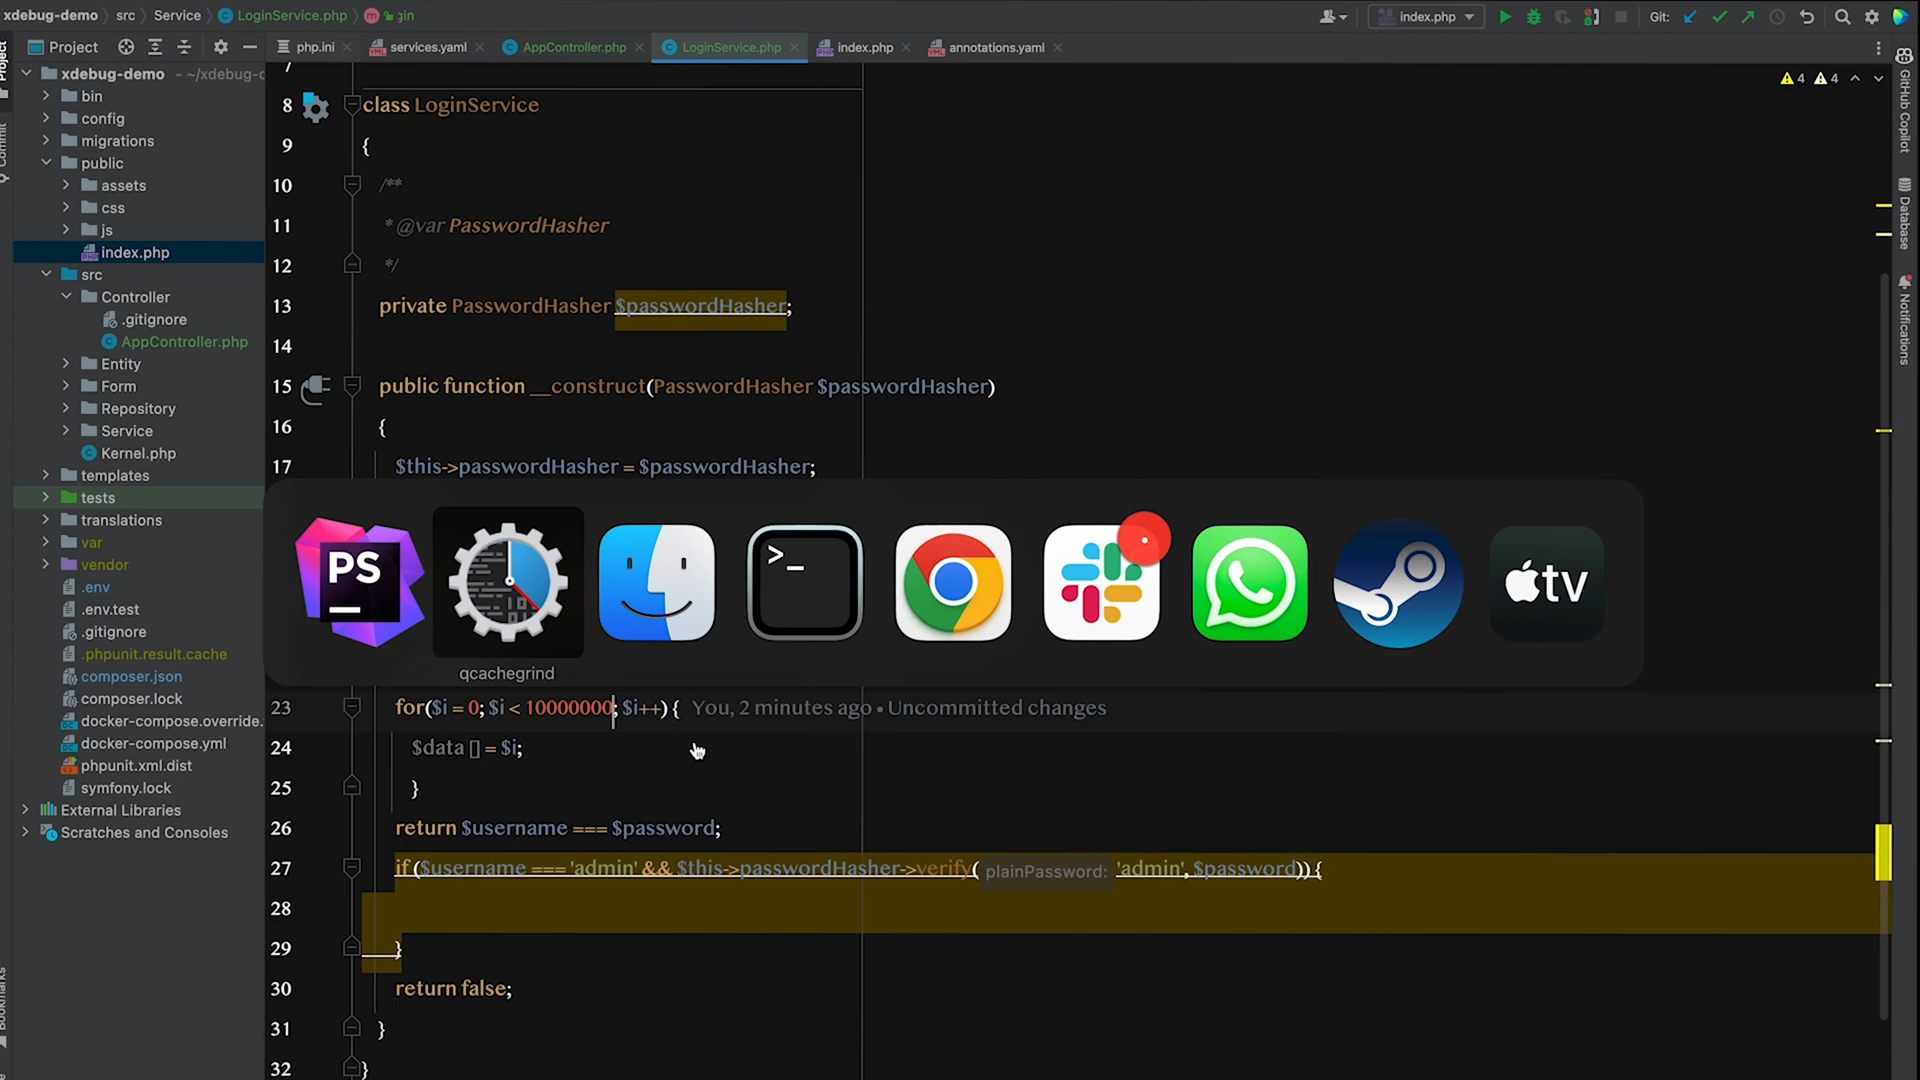 xdebug-demo
src
Service
LoginService.php
gin
index.php
Git:
Project
php.ini
services.yaml
AppController.php
LoginService.php
index.php
annotations.yaml
Project
Commit
Bookmarks
xdebug-demo - ~/xdebug-c
bin
config
migrations
public
assets
css
js
index.php
src
Controller
.gitignore
AppController.php
Entity
Form
Repository
Service
Kernel.php
templates
tests
translations
var
vendor
.env
.env.test
.gitignore
.phpunit.result.cache
composer.json
composer.lock
docker-compose.override.
docker-compose.yml
phpunit.xml.dist
symfony.lock
External Libraries
Scratches and Consoles
4 4
GitHub Copilot
Database
Notifications
7
8 class LoginService
9 {
10 /**
11 * @var PasswordHasher
12 */
13 private PasswordHasher $passwordHasher;
14
15 public function __construct(PasswordHasher $passwordHasher)
16 {
17 $this->passwordHasher = $passwordHasher;
PS
>_
tv
qcachegrind
23 for($i = 0; $i < 10000000; $i++) { You, 2 minutes ago • Uncommitted changes
24 $data [] = $i;
25 }
26 return $username === $password;
27 if ($username === 'admin' && $this->passwordHasher->verify( plainPassword: 'admin', $password)) {
28
29 }
30 return false;
31 }
32 }